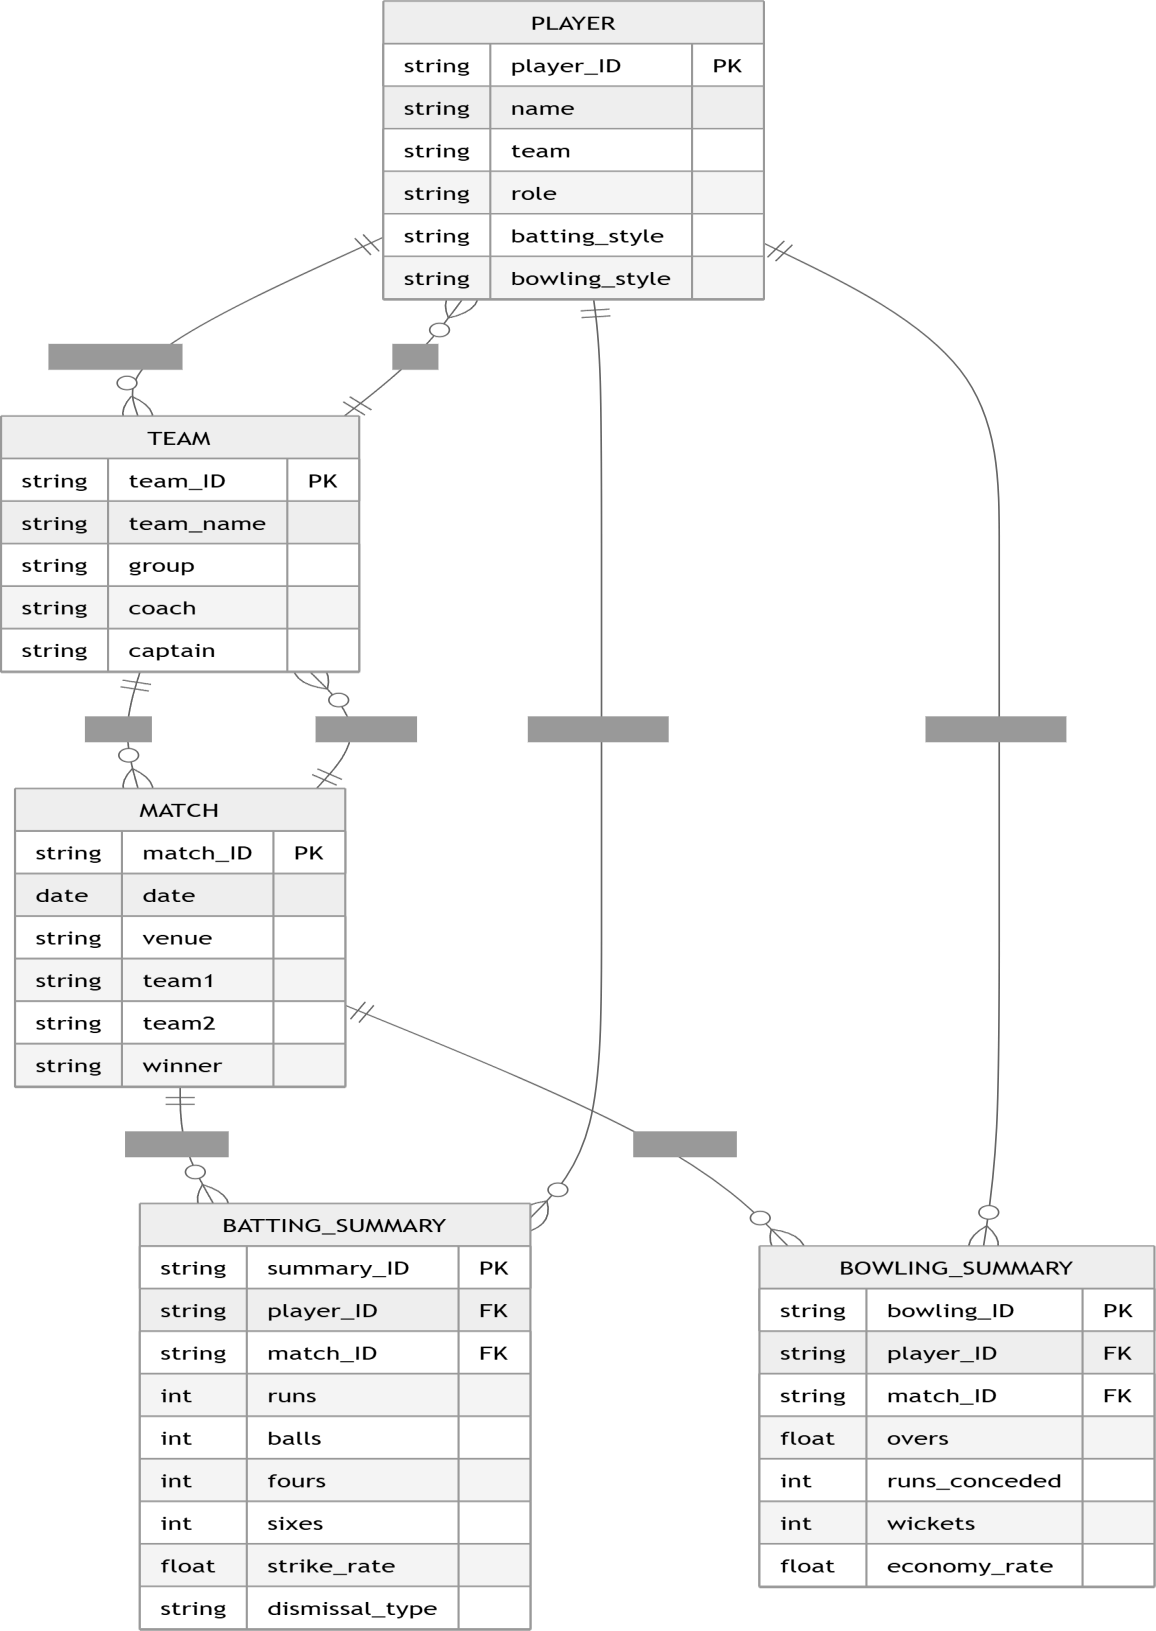 PLAYER
string player_ID PK
string name
string team
string role
string batting_style
string bowling_style
TEAM
string team_ID PK
string team_name
string group
string coach
string captain
MATCH
string match_ID PK
date date
string venue
string team1
string team2
string winner
BATTING_SUMMARY
string summary_ID PK
string player_ID FK
string match_ID FK
int runs
int balls
int fours
int sixes
float strike_rate
string dismissal_type
BOWLING_SUMMARY
string bowling_ID PK
string player_ID FK
string match_ID FK
float overs
int runs_conceded
int wickets
float economy_rate